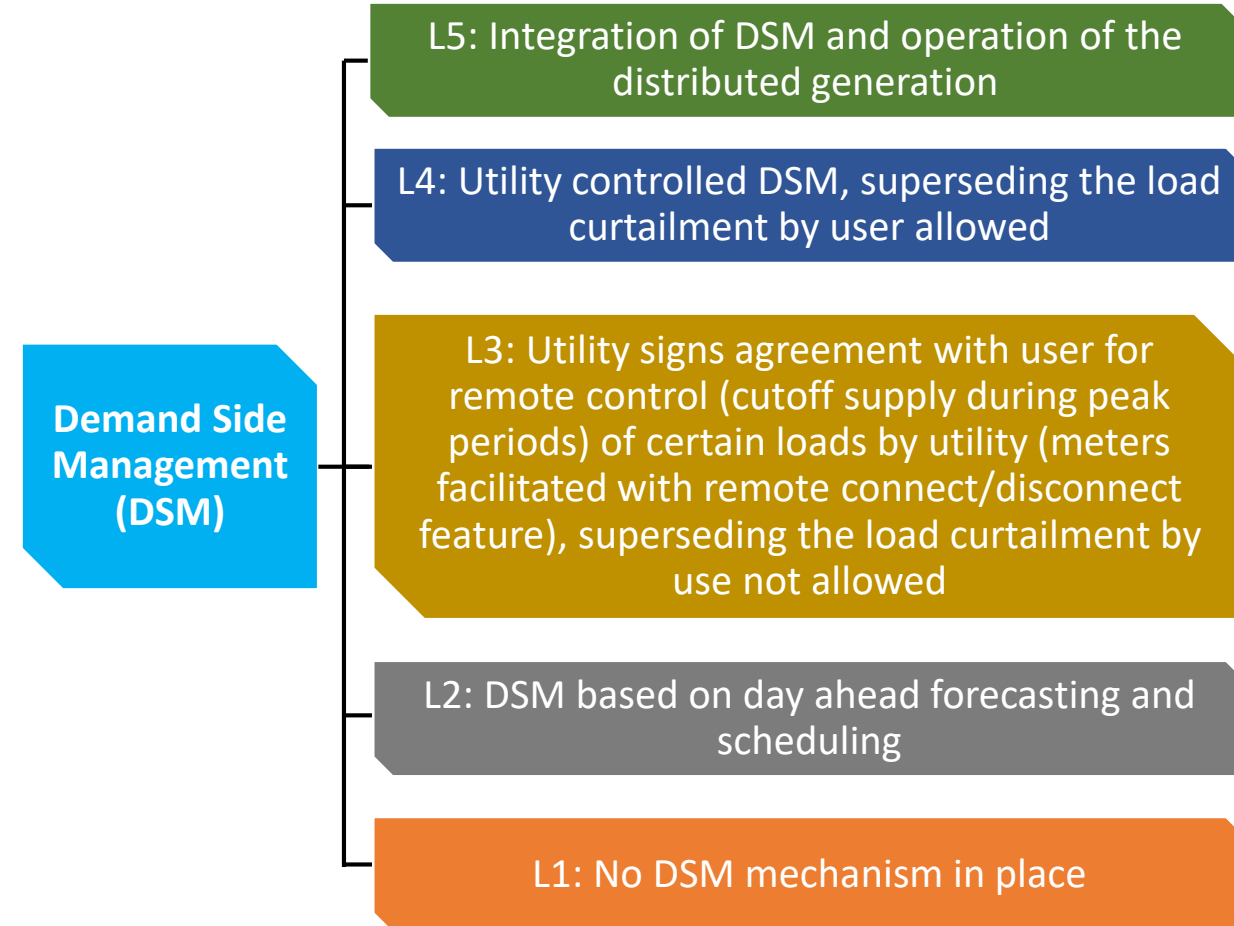 L5: Integration of DSM and operation of the
distributed generation
L4: Utility controlled DSM, superseding the load
curtailment by user allowed
Demand Side
Management
(DSM)
L3: Utility signs agreement with user for
remote control (cutoff supply during peak
periods) of certain loads by utility (meters
facilitated with remote connect/disconnect
feature), superseding the load curtailment by
use not allowed
L2: DSM based on day ahead forecasting and
scheduling
L1: No DSM mechanism in place